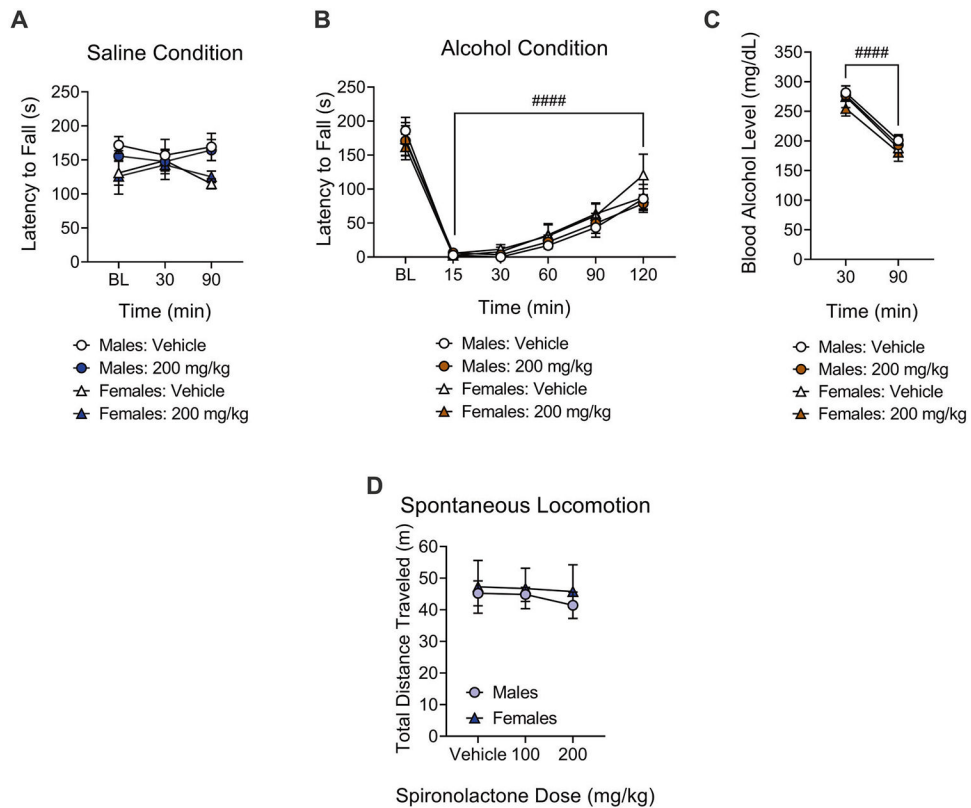 A
Saline Condition
Latency to Fall (s)
250
200
150
100
50
0
BL 30 90
Time (min)
Males: Vehicle
Males: 200 mg/kg
Females: Vehicle
Females: 200 mg/kg
B
Alcohol Condition
Latency to Fall (s)
250
200
150
100
50
0
####
BL 15 30 60 90 120
Time (min)
Males: Vehicle
Males: 200 mg/kg
Females: Vehicle
Females: 200 mg/kg
C
Blood Alcohol Level (mg/dL)
350
300
250
200
150
100
50
0
####
30 90
Time (min)
Males: Vehicle
Males: 200 mg/kg
Females: Vehicle
Females: 200 mg/kg
D
Spontaneous Locomotion
Total Distance Traveled (m)
60
50
40
30
20
10
0
Males
Females
Vehicle 100 200
Spironolactone Dose (mg/kg)